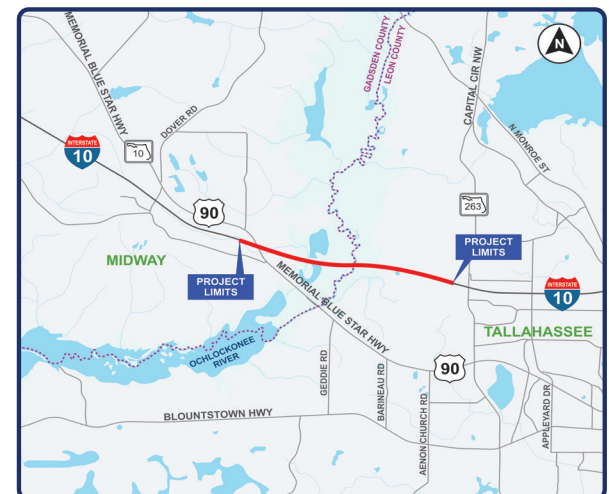 MEMORIAL BLUE STAR HWY
GADSDEN COUNTY
LEON COUNTY
CAPITAL CIR NW
N
N MONROE ST
DOVER RD
INTERSTATE
10
10
90
263
MIDWAY
PROJECT
LIMITS
PROJECT
LIMITS
MEMORIAL BLUE STAR HWY
INTERSTATE
10
TALLAHASSEE
OCHLOCKONEE
RIVER
GEDDIE RD
90
BARINEAU RD
AENON CHURCH RD
APPLEYARD DR
BLOUNTSTOWN HWY